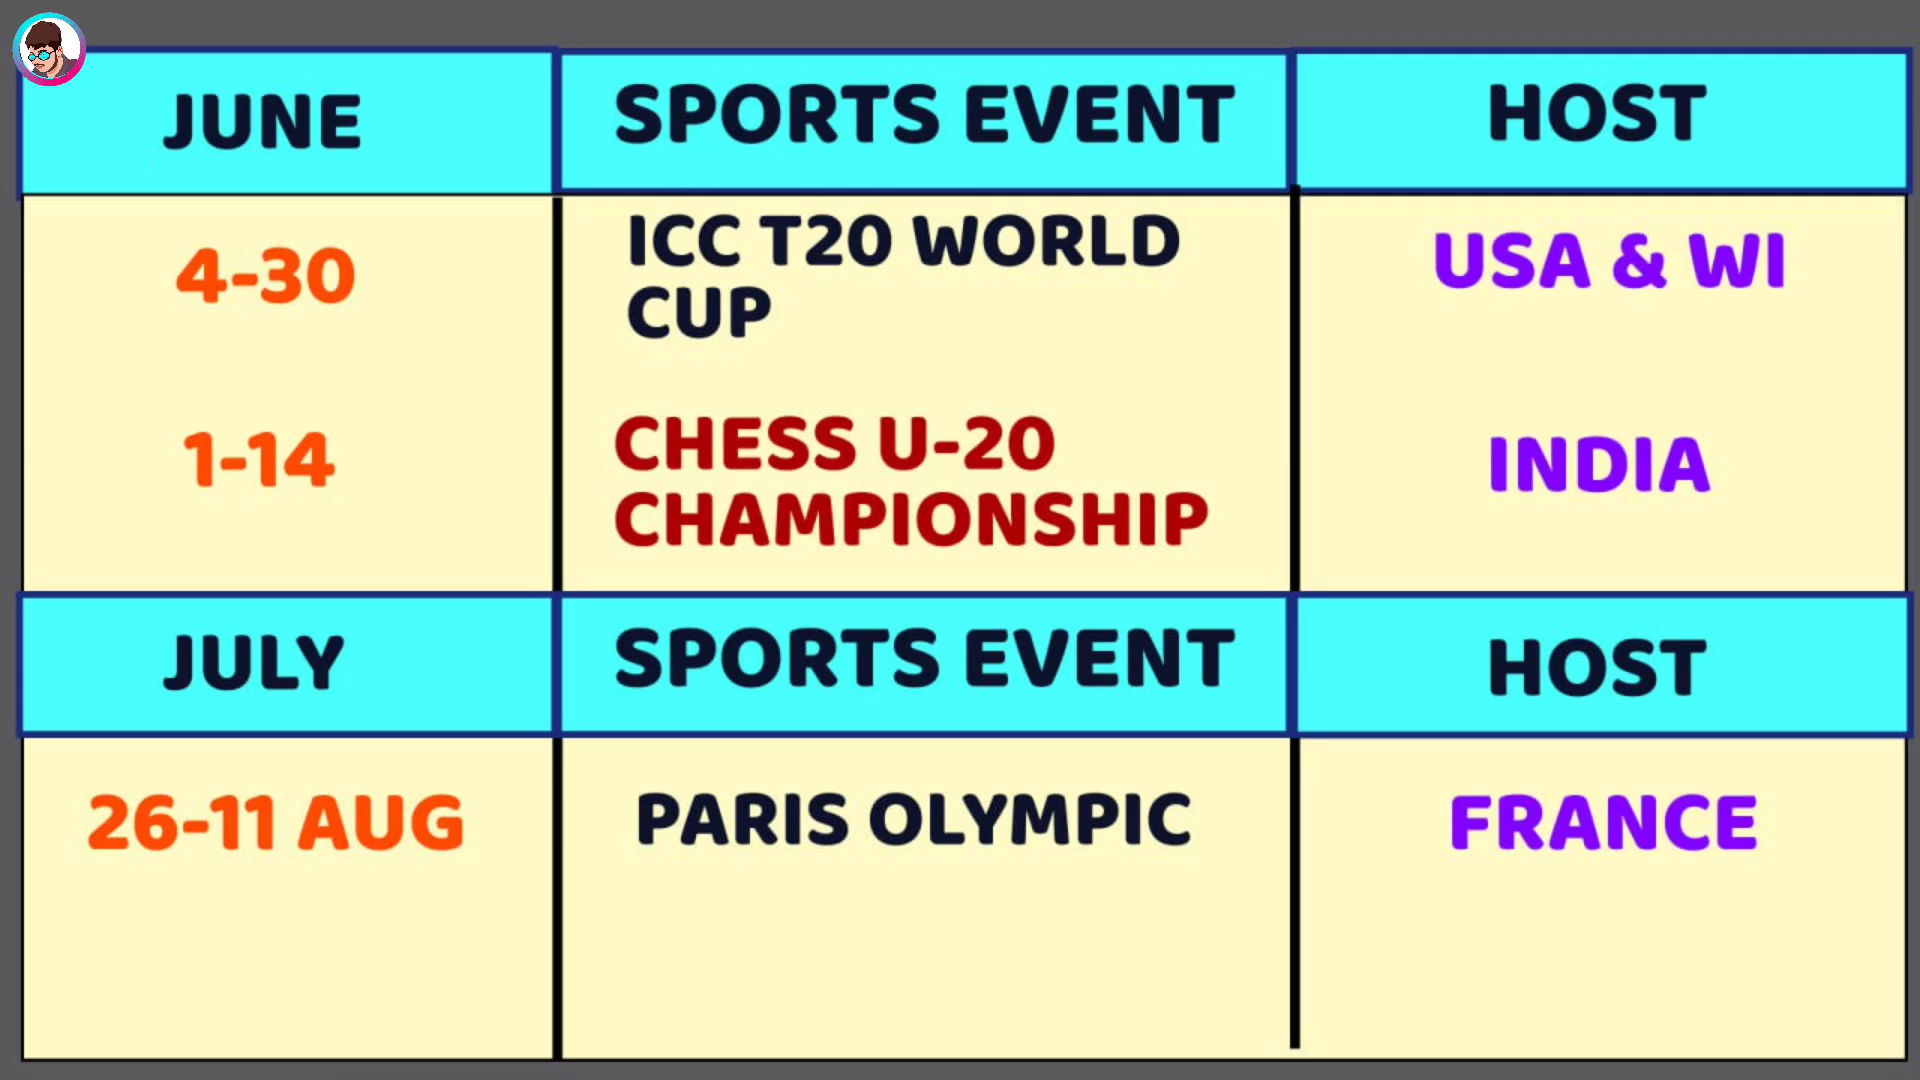 JUNE SPORTS EVENT HOST
4-30 ICC T20 WORLD CUP USA & WI
1-14 CHESS U-20 CHAMPIONSHIP INDIA
JULY SPORTS EVENT HOST
26-11 AUG PARIS OLYMPIC FRANCE